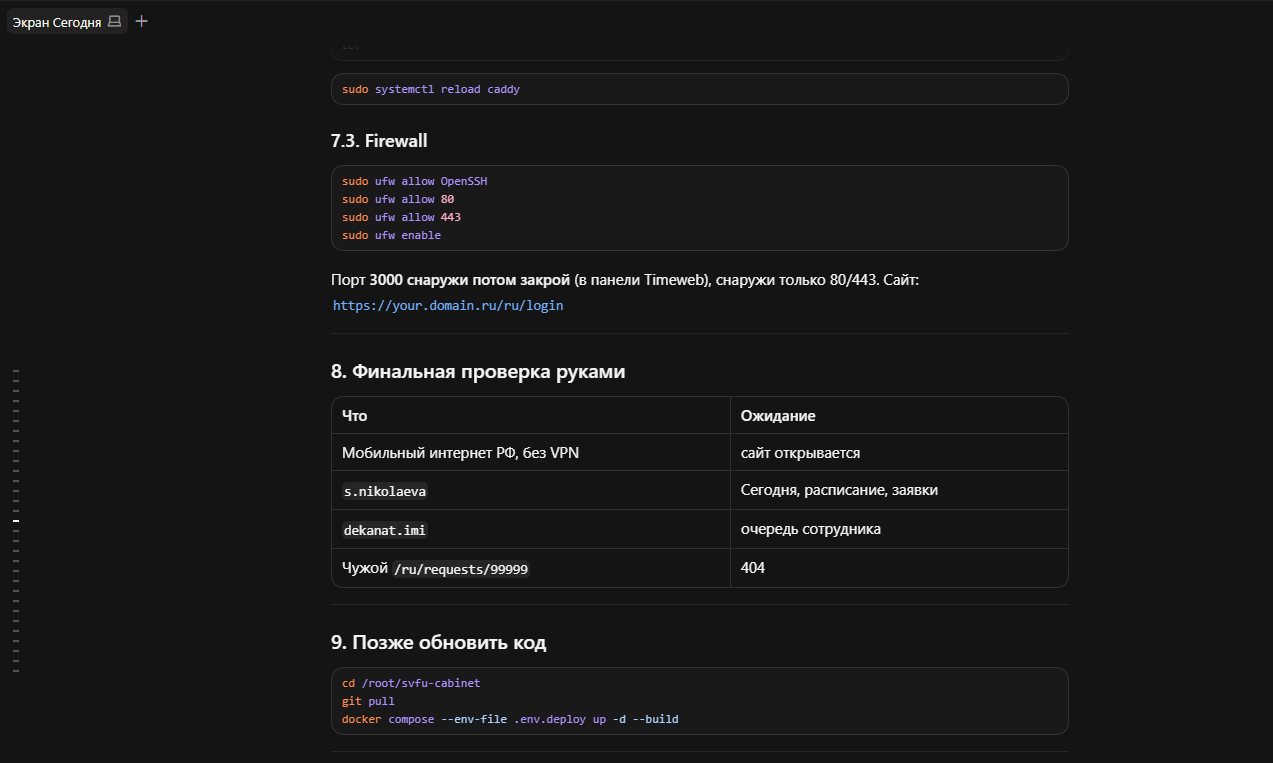 Экран Сегодня
sudo systemctl reload caddy
7.3. Firewall
sudo ufw allow OpenSSH
sudo ufw allow 80
sudo ufw allow 443
sudo ufw enable
Порт 3000 снаружи потом закрой (в панели Timeweb), снаружи только 80/443. Сайт:
https://your.domain.ru/ru/login
8. Финальная проверка руками
Что Ожидание
Мобильный интернет РФ, без VPN сайт открывается
s.nikolaeva Сегодня, расписание, заявки
dekanat.imi очередь сотрудника
Чужой /ru/requests/99999 404
9. Позже обновить код
cd /root/svfu-cabinet
git pull
docker compose --env-file .env.deploy up -d --build